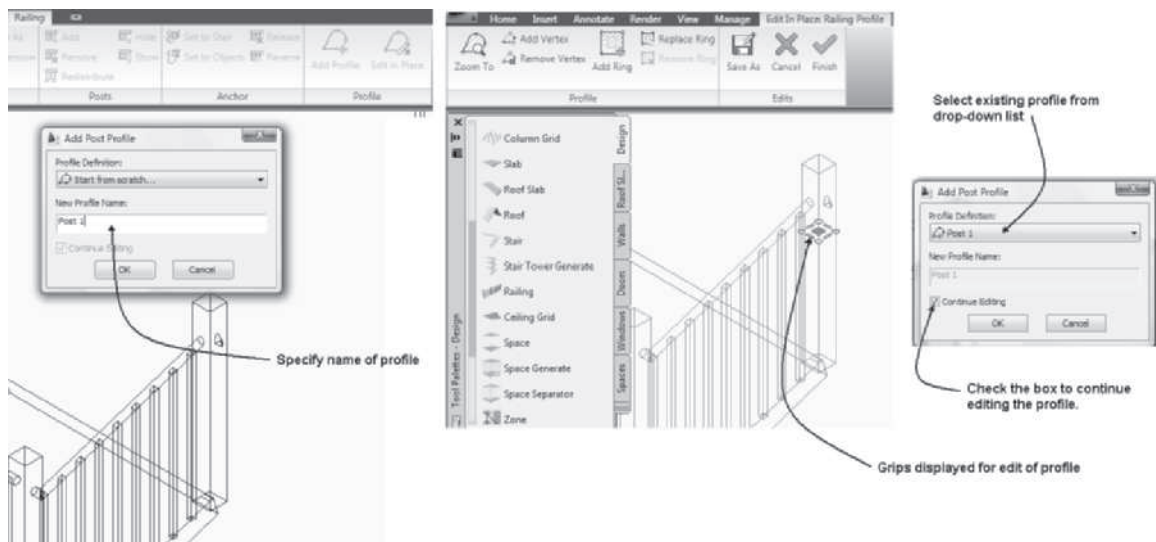 Railing
Add
Hide
Set to Stair
Remove
Remove
Show
Set to Objects
Reverse
Redistribute
Add Profile
Edit in Place
Posts
Anchor
Profile
Add Post Profile
Profile Definition:
Start from scratch...
New Profile Name:
Post 1
Continue Editing
OK
Cancel
Specify name of profile
Home
Insert
Annotate
Render
View
Manage
Edit In Place: Railing Profile
Zoom To
Add Vertex
Remove Vertex
Add Ring
Replace Ring
Remove Ring
Save As
Cancel
Finish
Profile
Edits
Column Grid
Slab
Roof Slab
Roof
Stair
Stair Tower Generate
Railing
Ceiling Grid
Space
Space Generate
Space Separator
Zone
Design
Roof Sl...
Walls
Doors
Windows
Spaces
Tool Palettes - Design
Select existing profile from
drop-down list
Add Post Profile
Profile Definition:
Post 1
New Profile Name:
Post 1
Continue Editing
OK
Cancel
Check the box to continue
editing the profile.
Grips displayed for edit of profile